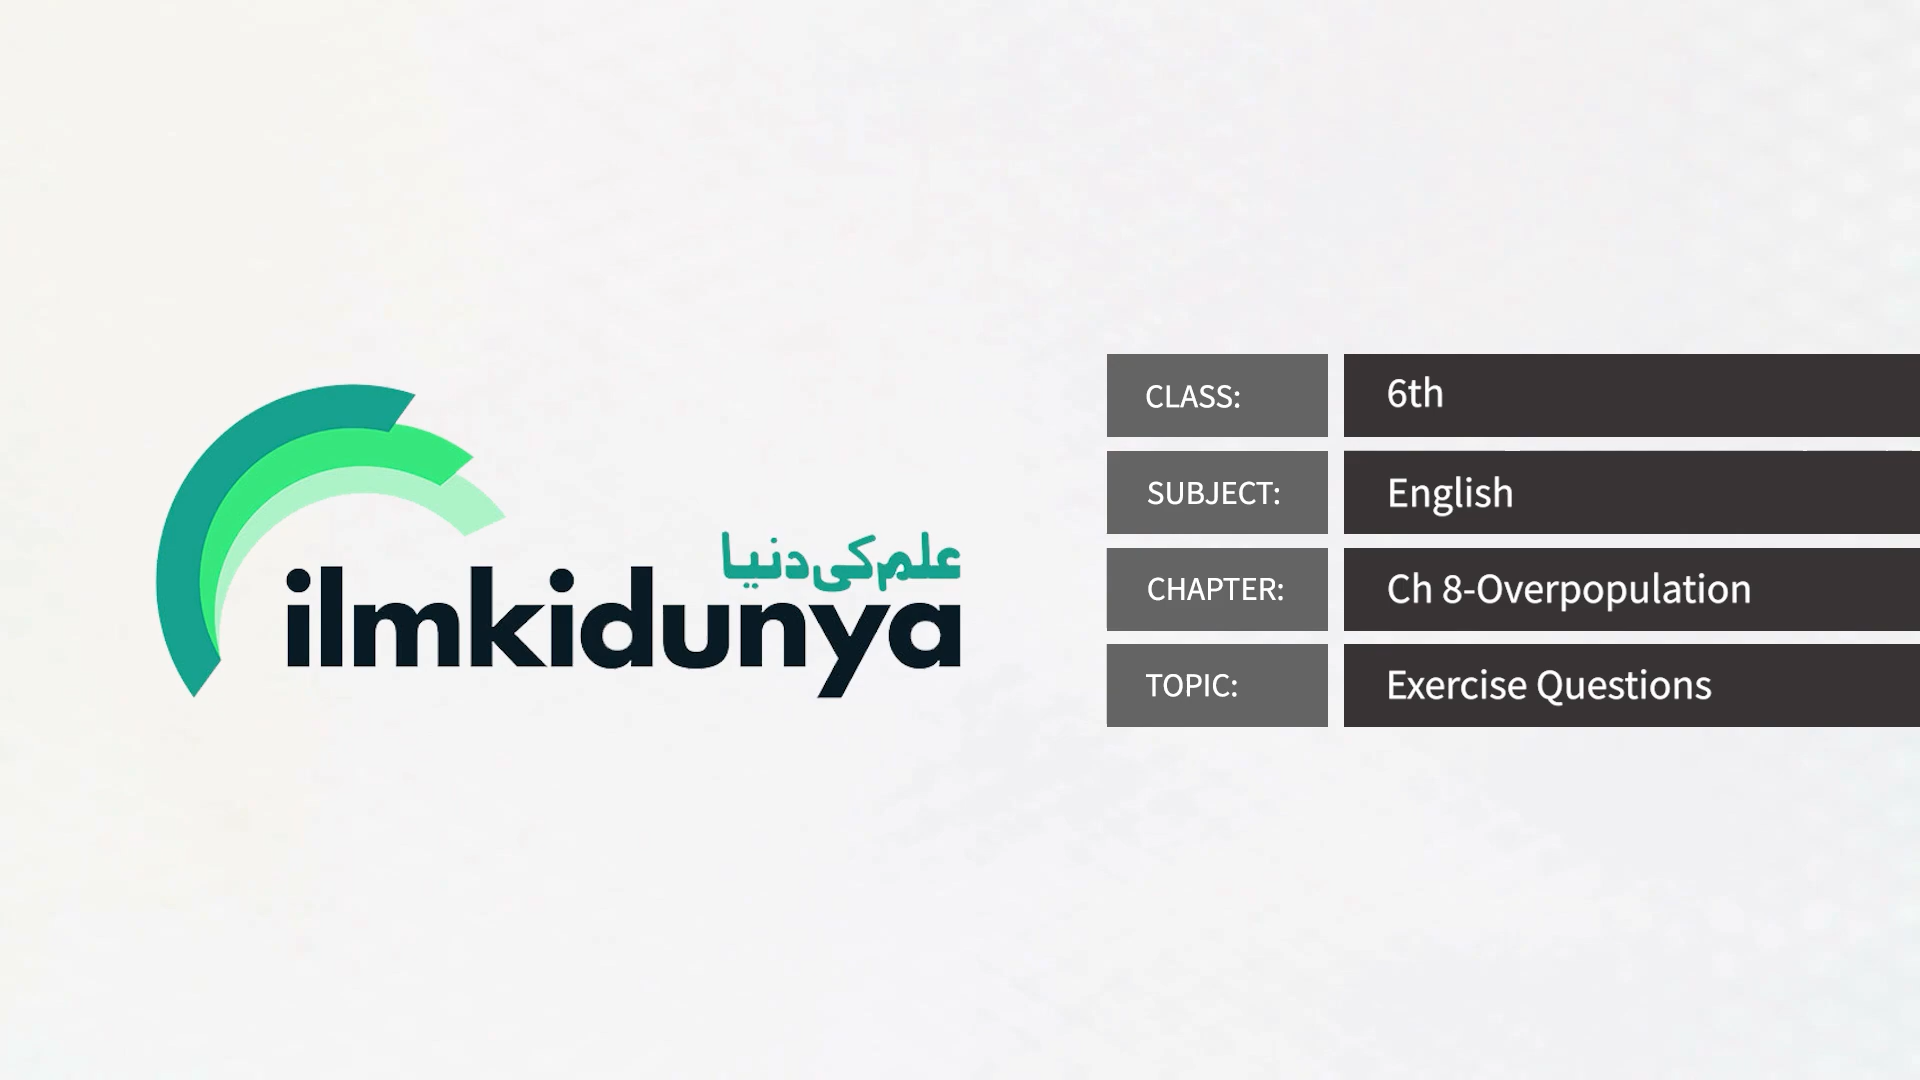 علم کی دنیا
ilmkidunya
CLASS: 6th
SUBJECT: English
CHAPTER: Ch 8-Overpopulation
TOPIC: Exercise Questions